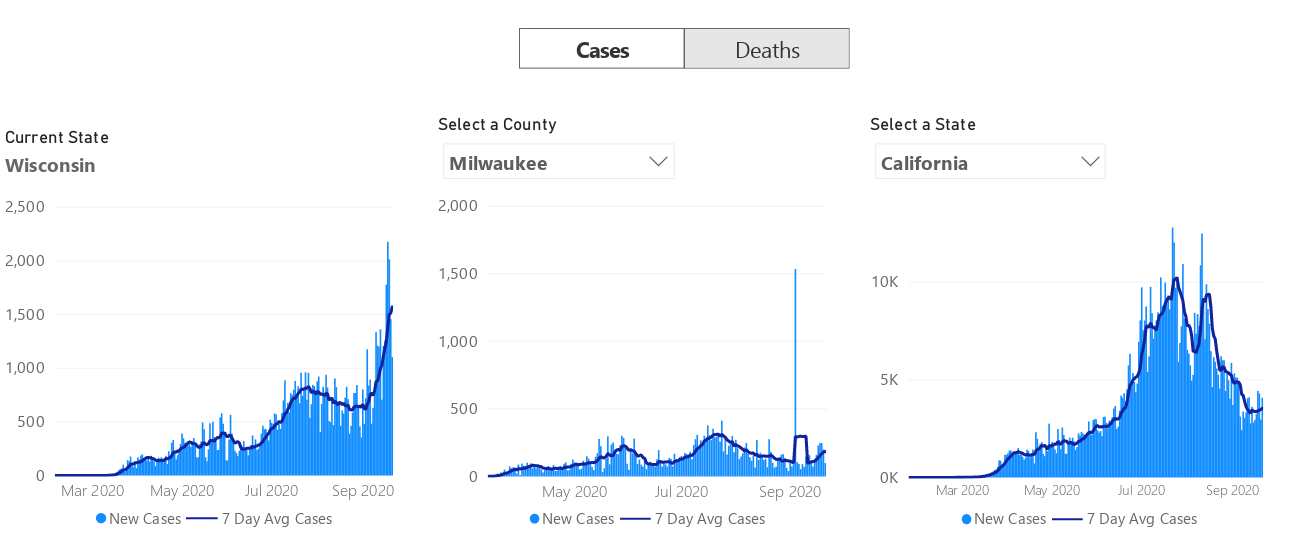 Cases Deaths
Current State
Wisconsin
2,500
2,000
1,500
1,000
500
0
Mar 2020 May 2020 Jul 2020 Sep 2020
New Cases 7 Day Avg Cases
Select a County
Milwaukee
2,000
1,500
1,000
500
0
May 2020 Jul 2020 Sep 2020
New Cases 7 Day Avg Cases
Select a State
California
10K
5K
0K
Mar 2020 May 2020 Jul 2020 Sep 2020
New Cases 7 Day Avg Cases